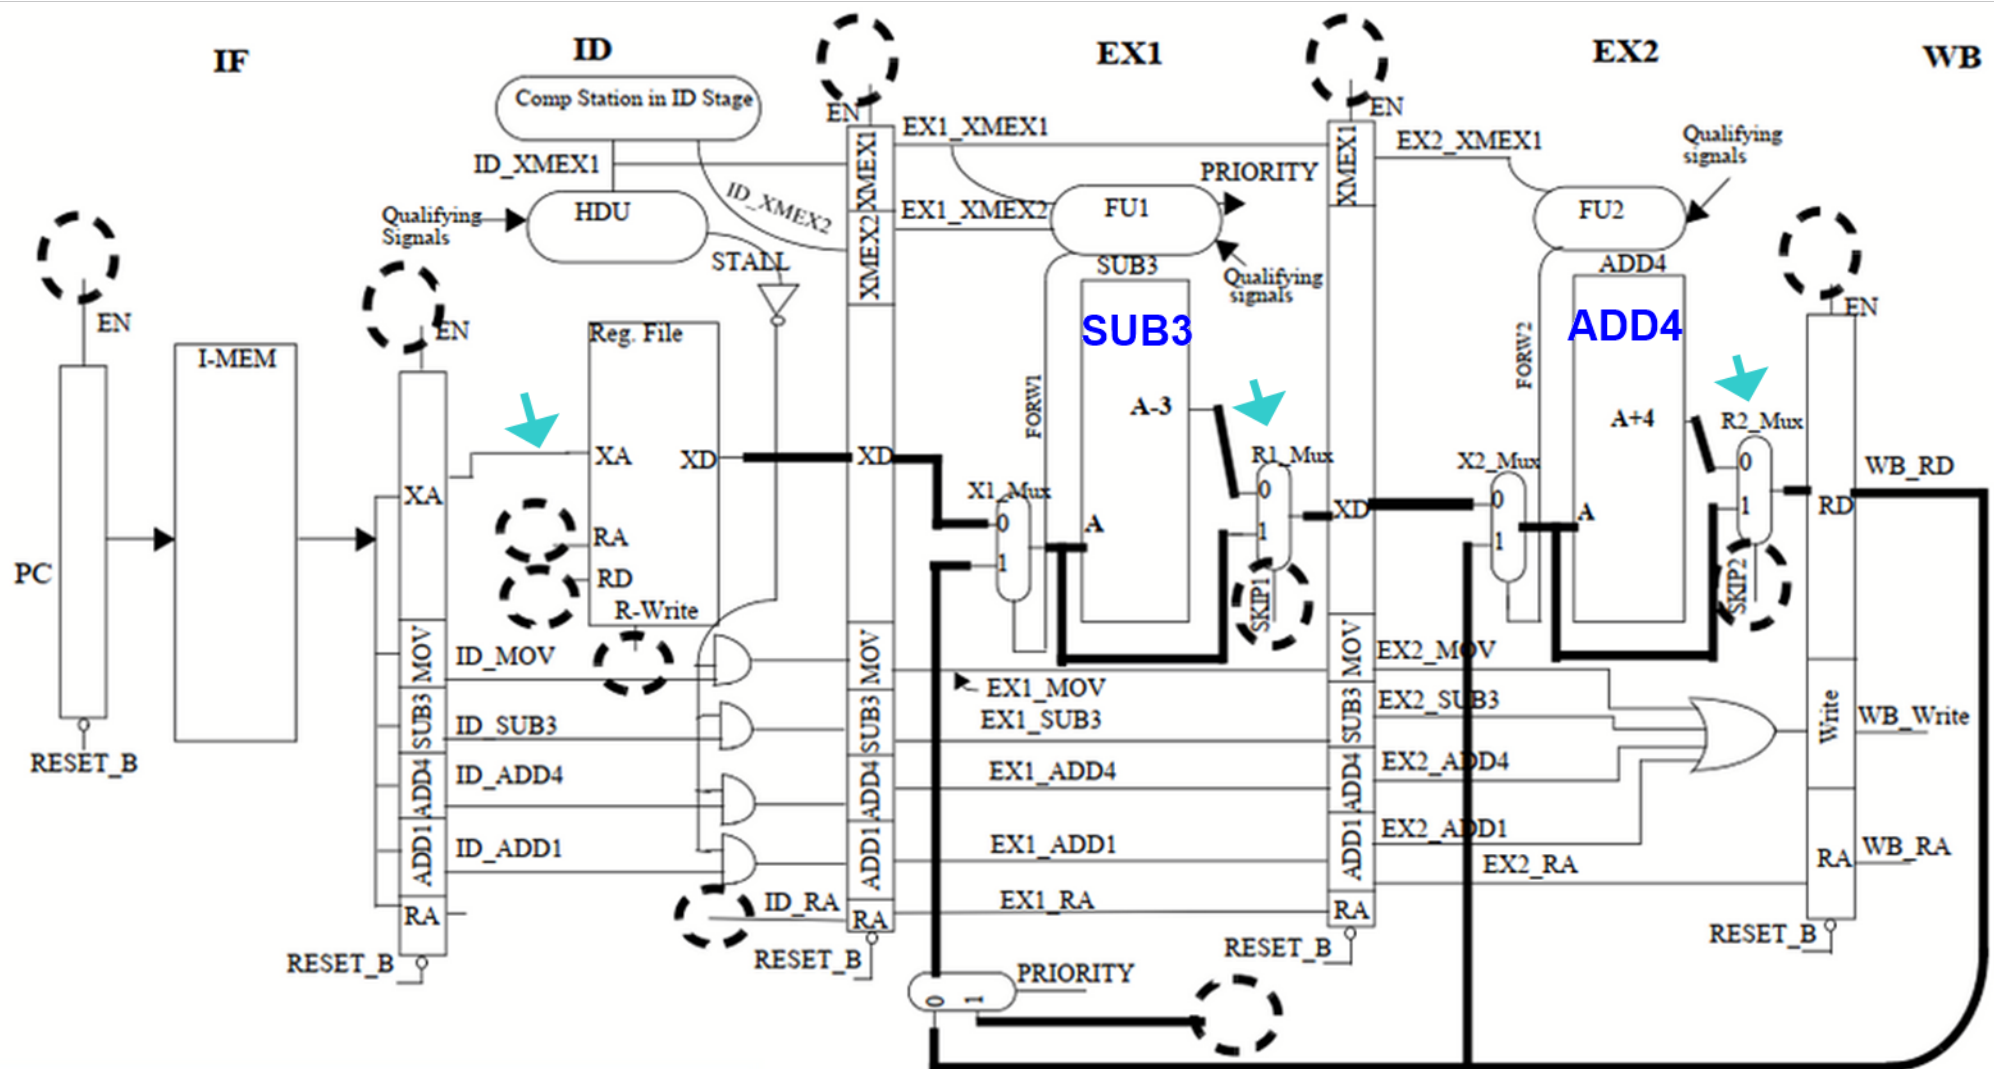 IF
ID
EX1
EX2
WB
Comp Station in ID Stage
ID_XMEX1
ID_XMEX2
HDU
Qualifying
Signals
STALL
EN
EN
EN
EN
EN
XMEX1
XMEX2
EX1_XMEX1
EX1_XMEX2
PRIORITY
FU1
Qualifying
signals
SUB3
SUB3
XMEX1
EX2_XMEX1
Qualifying
signals
FU2
ADD4
ADD4
I-MEM
Reg. File
XA
XA
XD
RA
RD
R-Write
XD
FORW1
A-3
R1_Mux
0
1
SKIP1
X1_Mux
0
1
A
XD
FORW2
A+4
R2_Mux
0
1
SKIP2
X2_Mux
0
1
A
RD
WB_RD
PC
RESET_B
MOV
SUB3
ADD4
ADD1
RA
ID_MOV
ID_SUB3
ID_ADD4
ID_ADD1
ID_RA
RESET_B
MOV
SUB3
ADD4
ADD1
RA
RESET_B
EX1_MOV
EX1_SUB3
EX1_ADD4
EX1_ADD1
EX1_RA
MOV
SUB3
ADD4
ADD1
RA
RESET_B
EX2_MOV
EX2_SUB3
EX2_ADD4
EX2_ADD1
EX2_RA
Write
WB_Write
RA
WB_RA
RESET_B
0
1
PRIORITY